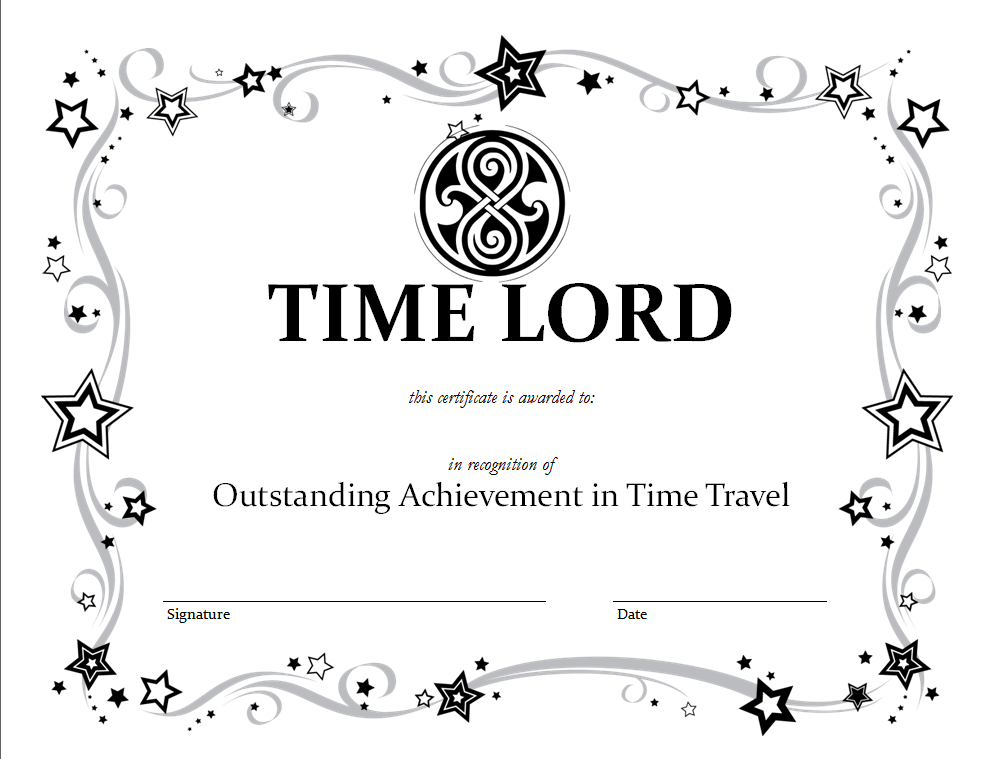 TIME LORD
this certificate is awarded to:
in recognition of
Outstanding Achievement in Time Travel
Signature Date